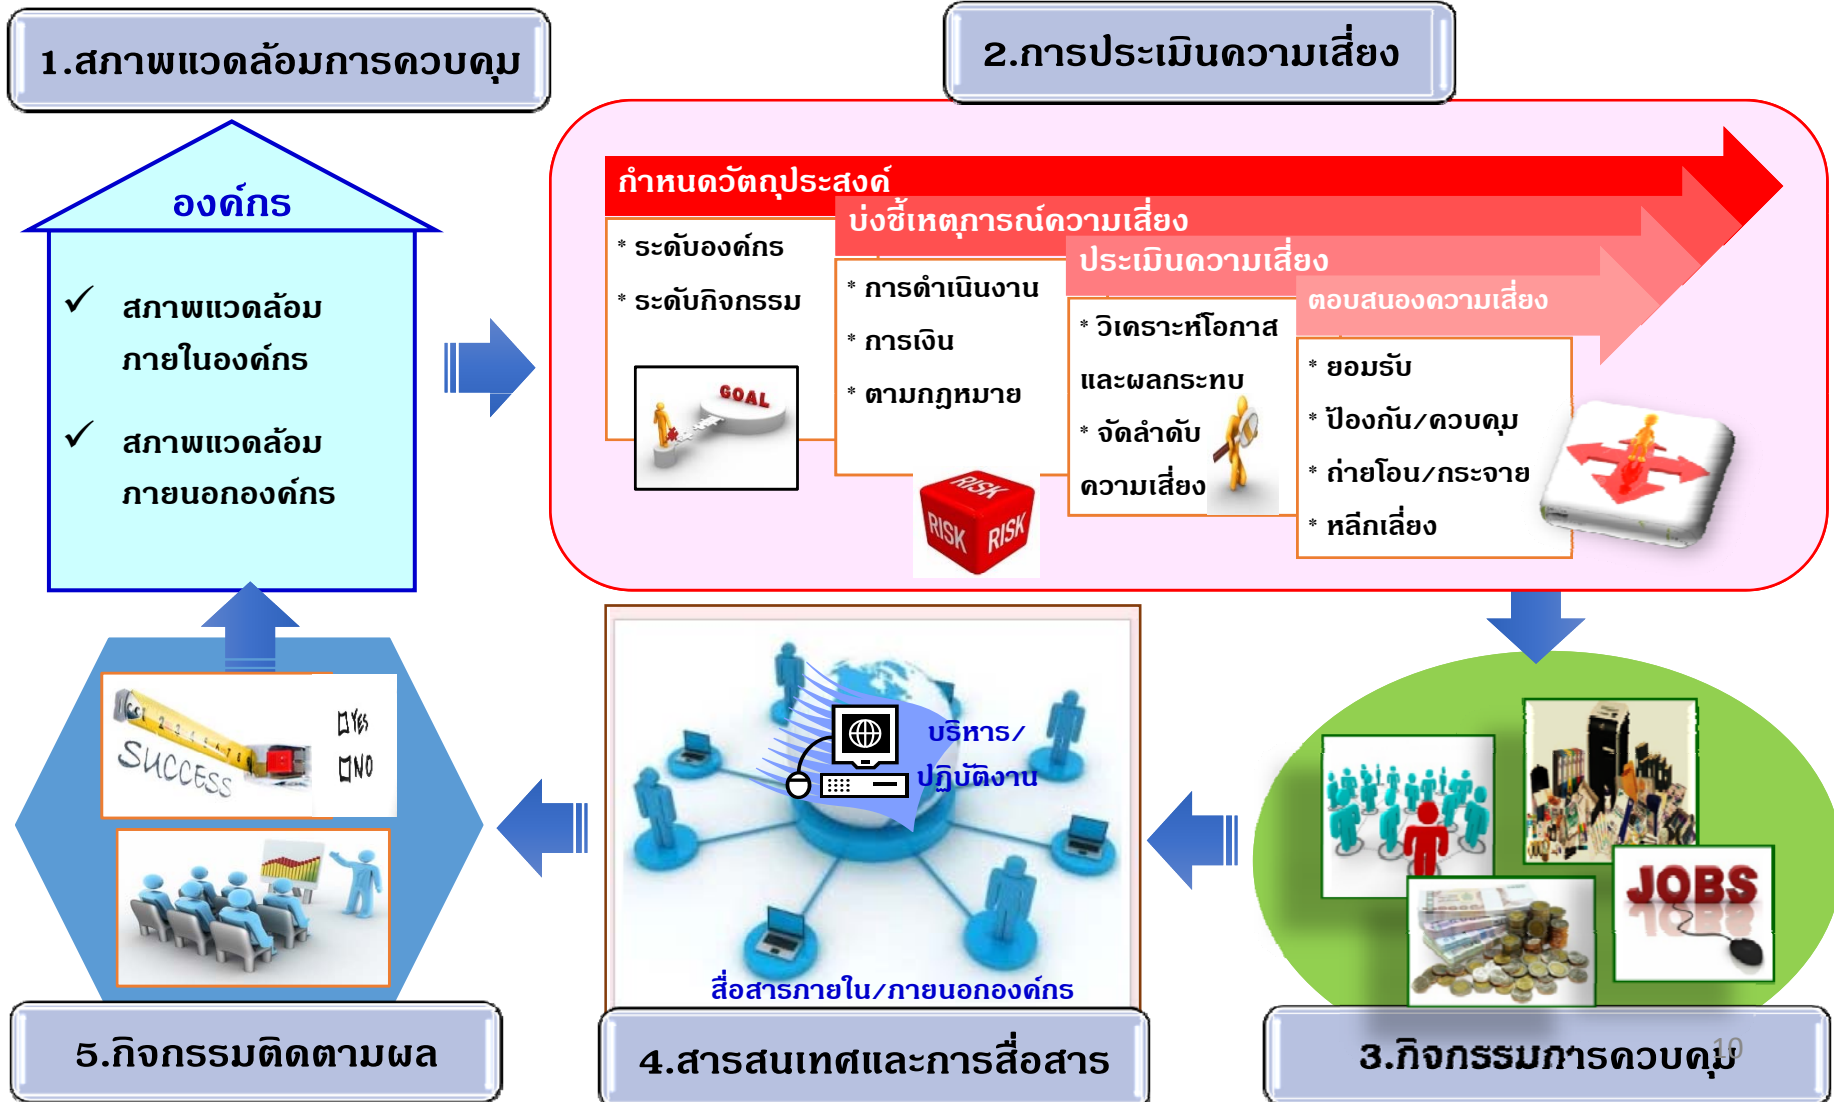 1.สภาพแวดล้อมการควบคุม
องค์กร
✓ สภาพแวดล้อม
ภายในองค์กร
✓ สภาพแวดล้อม
ภายนอกองค์กร
2.การประเมินความเสี่ยง
กำหนดวัตถุประสงค์
* ระดับองค์กร
* ระดับกิจกรรม
GOAL
บ่งชี้เหตุการณ์ความเสี่ยง
* การดำเนินงาน
* การเงิน
* ตามกฎหมาย
RISK
RISK
RISK
ประเมินความเสี่ยง
* วิเคราะห์โอกาส
และผลกระทบ
* จัดลำดับ
ความเสี่ยง
ตอบสนองความเสี่ยง
* ยอมรับ
* ป้องกัน/ควบคุม
* ถ่ายโอน/กระจาย
* หลีกเลี่ยง
JOBS
3.กิจกรรมการควบคุม
10
บริหาร/
ปฏิบัติงาน
สื่อสารภายใน/ภายนอกองค์กร
4.สารสนเทศและการสื่อสาร
1 2 3 4 5 6 7 8
SUCCESS
YES
NO
5.กิจกรรมติดตามผล